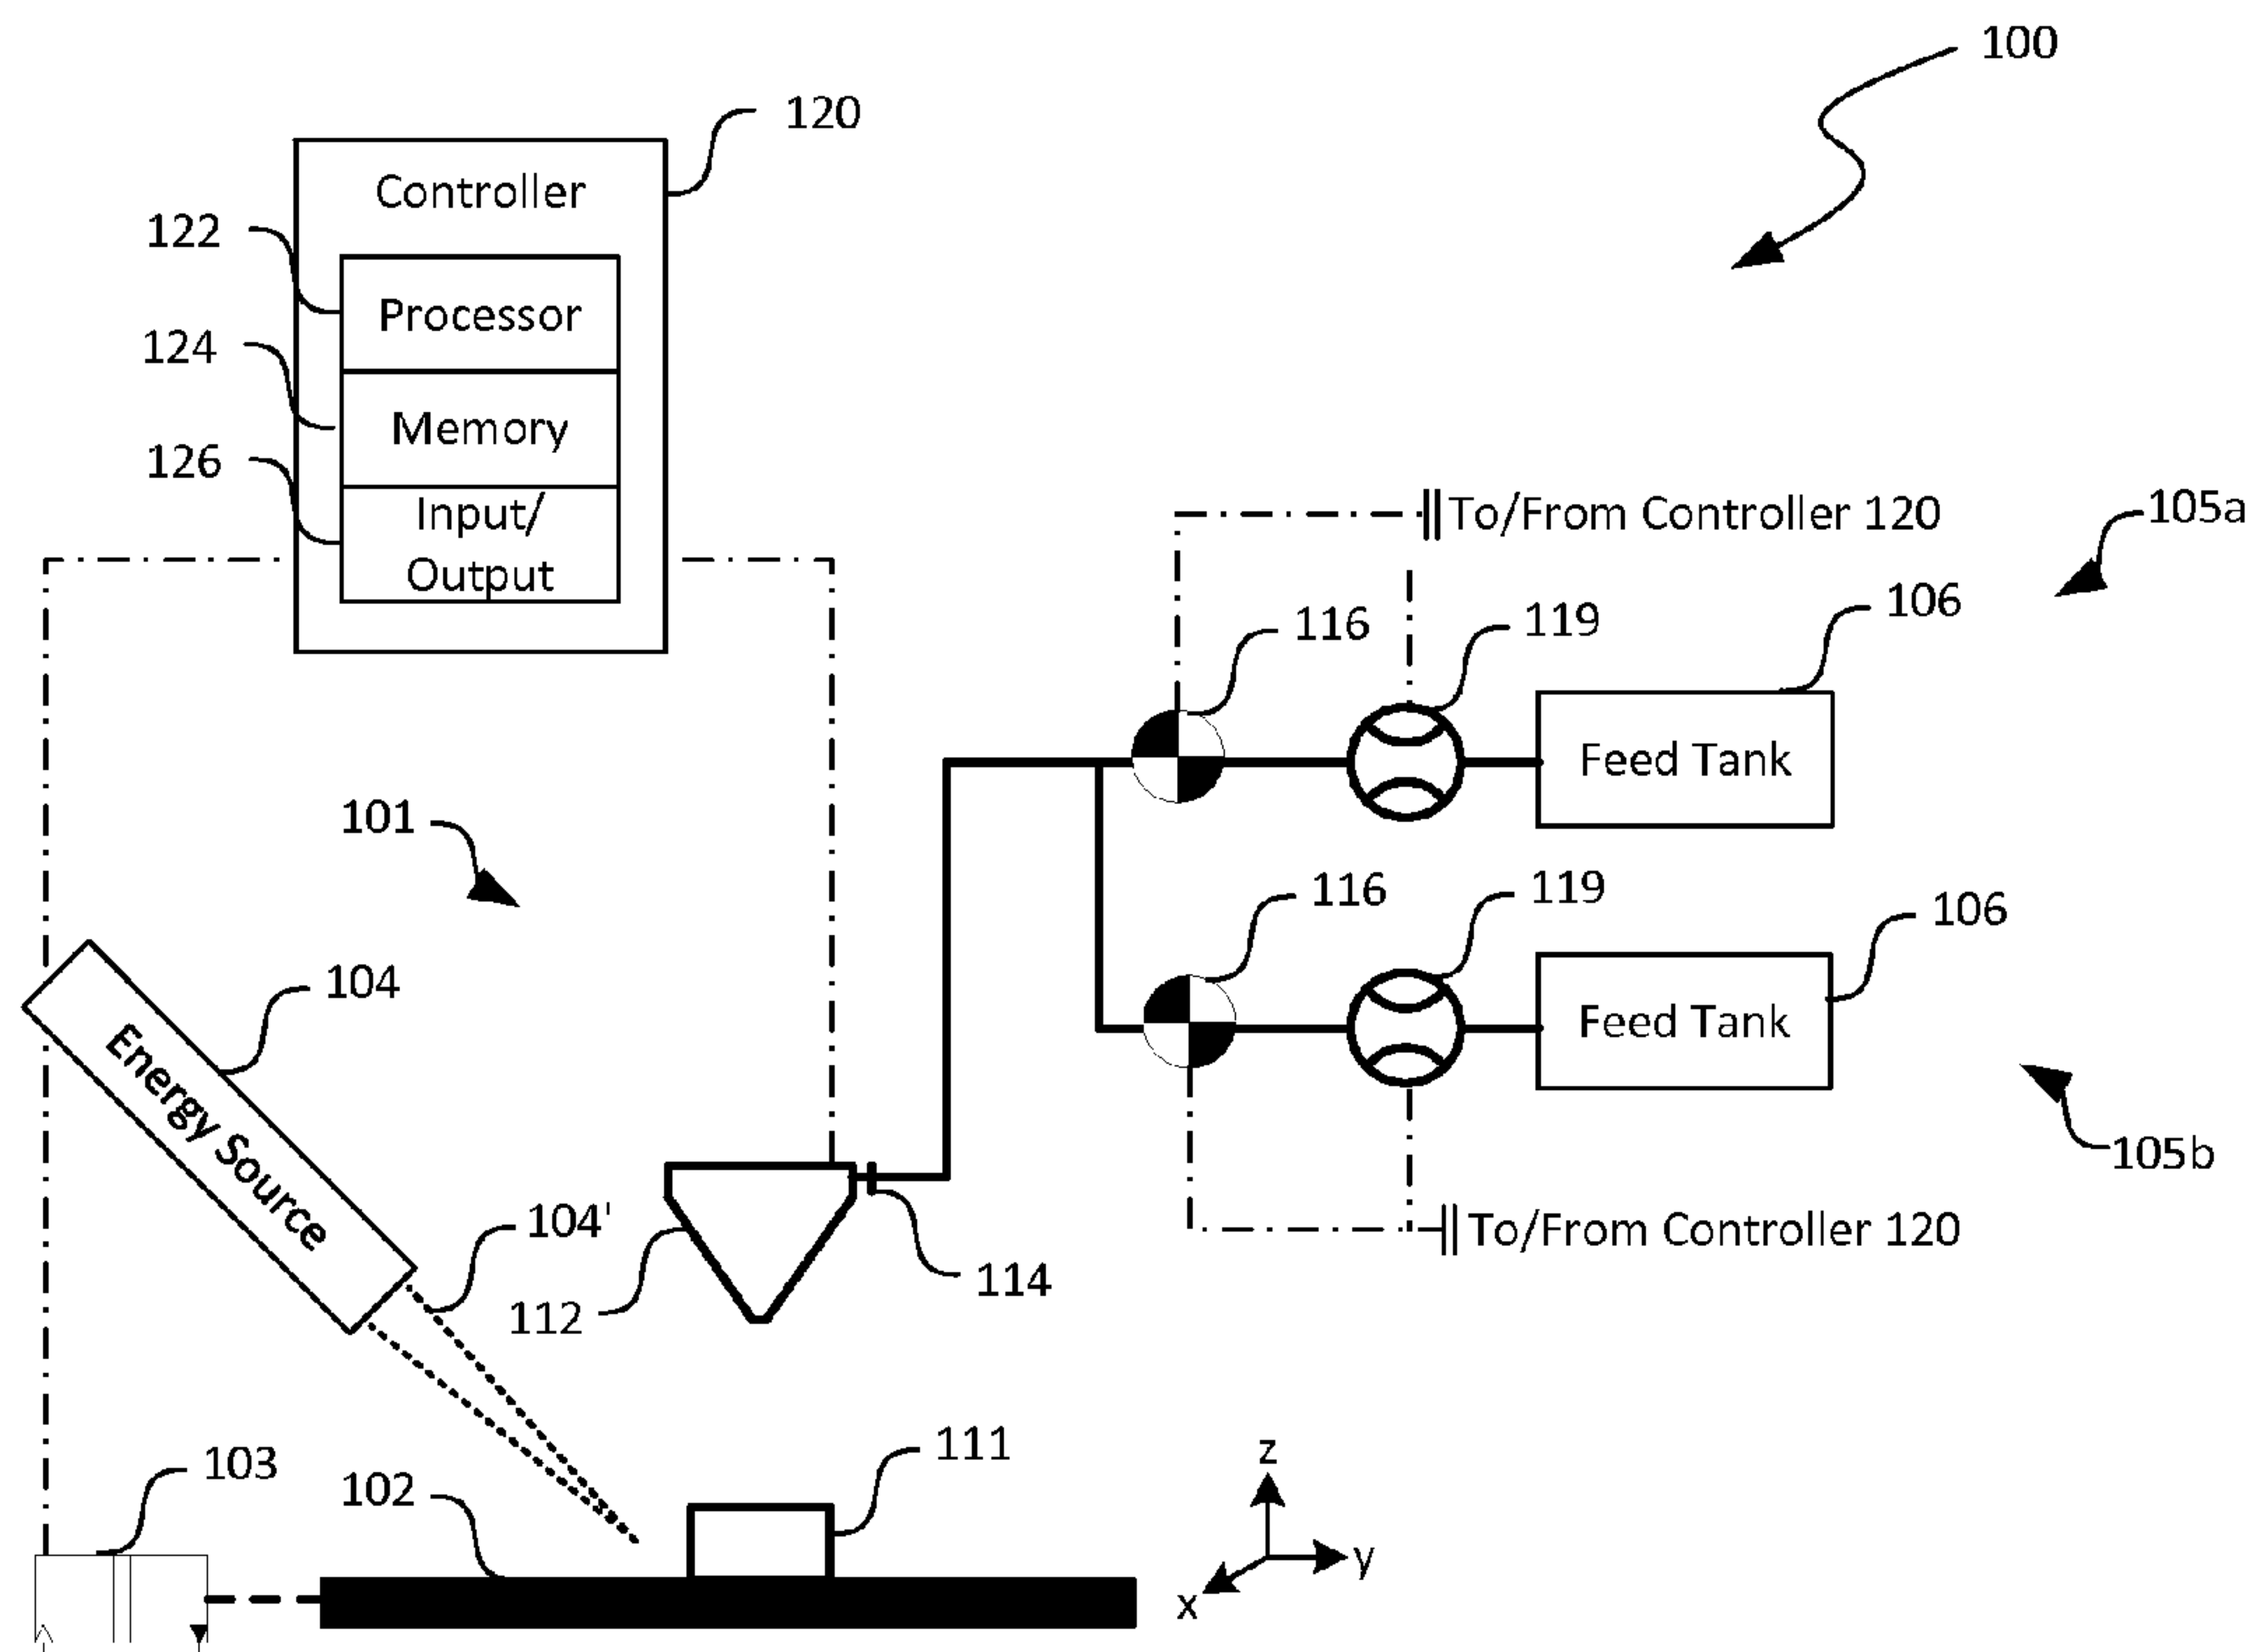 100
120
Controller
122
Processor
124
Memory
126
Input/
Output
To/From Controller 120
105a
116
119
106
Feed Tank
101
116
119
106
Feed Tank
104
Energy Source
105b
104'
To/From Controller 120
114
112
111
z
103
102
y
x